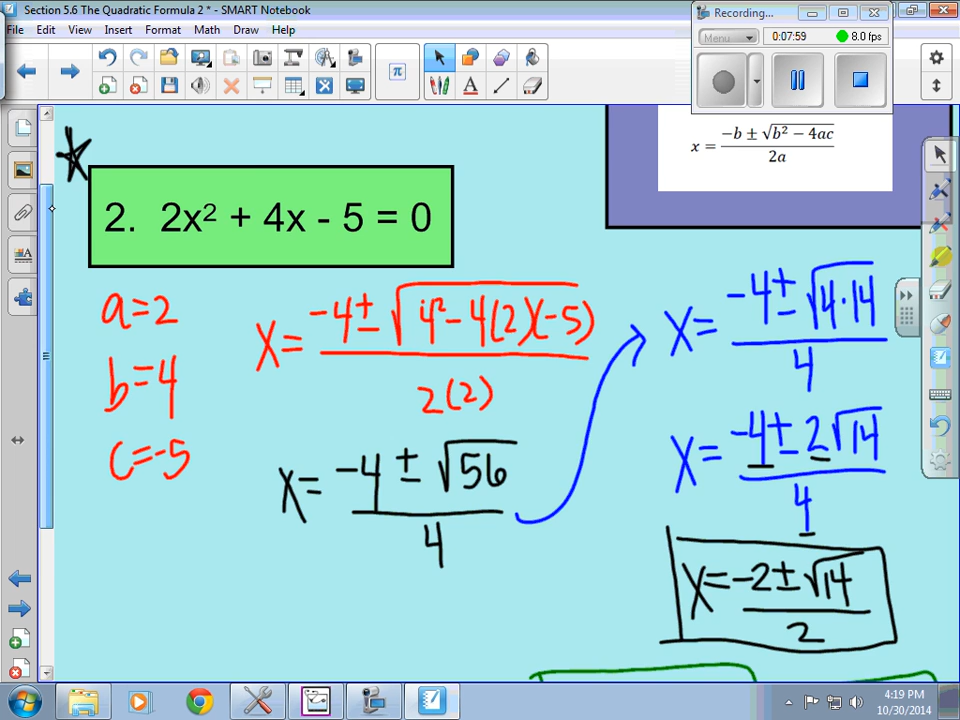 Section 5.6 The Quadratic Formula 2 * - SMART Notebook
File Edit View Insert Format Math Draw Help
Recording...
Menu 0:07:59 8.0 fps
π
A
x = (-b ± √(b² − 4ac)) / 2a
2. 2x² + 4x - 5 = 0
a=2
b=4
c=-5
x= (-4 ± √(4²-4(2)(-5))) / 2(2)
x= (-4 ± √56) / 4
x= (-4 ± √(4·14)) / 4
x= (-4 ± 2√14) / 4
x= (-2 ± √14) / 2
4:19 PM
10/30/2014